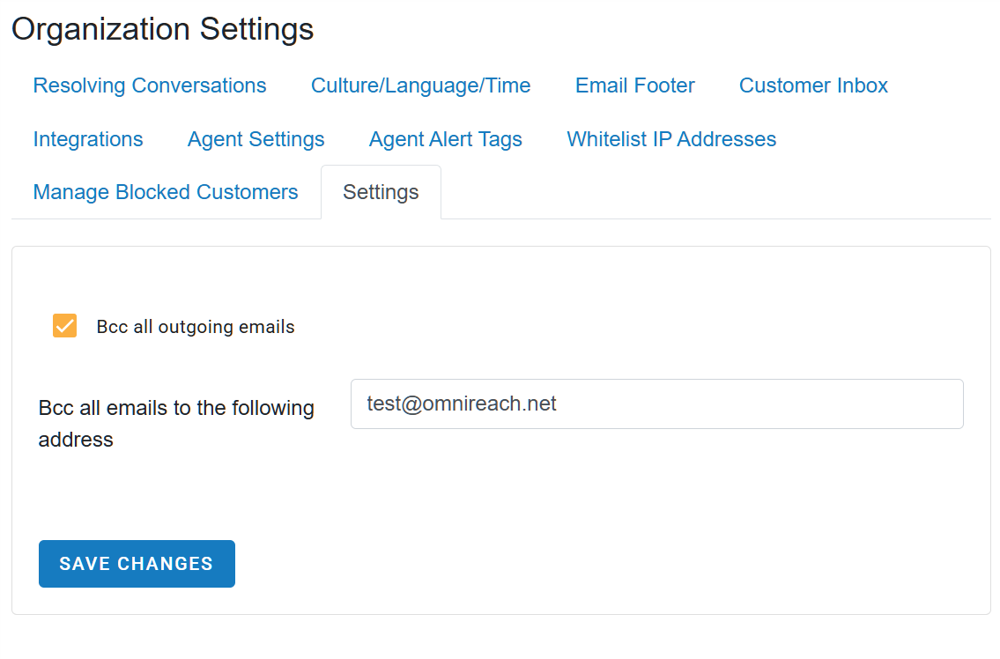 Organization Settings
Resolving Conversations Culture/Language/Time Email Footer Customer Inbox
Integrations Agent Settings Agent Alert Tags Whitelist IP Addresses
Manage Blocked Customers Settings
Bcc all outgoing emails
Bcc all emails to the following
address
test@omnireach.net
SAVE CHANGES